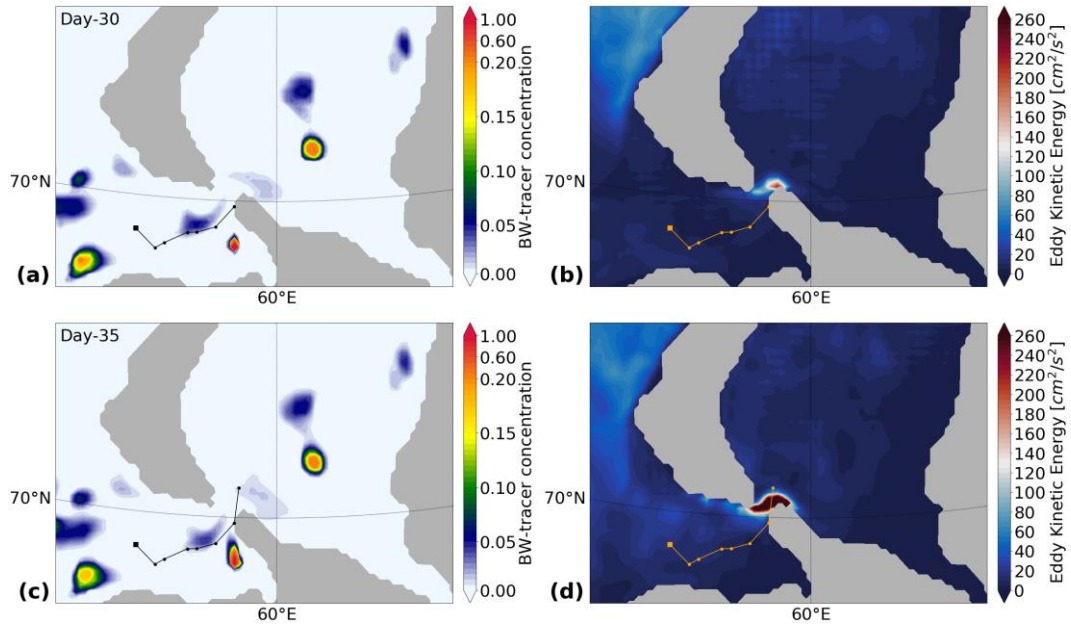 Day-30
70°N
(a)
60°E
1.00
0.60
0.20
0.15
0.10
0.05
0.00
BW-tracer concentration
(b)
60°E
260
240
220
200
180
160
140
120
100
80
60
40
20
0
Eddy Kinetic Energy [cm²/s²]
Day-35
70°N
(c)
60°E
1.00
0.60
0.20
0.15
0.10
0.05
0.00
BW-tracer concentration
(d)
60°E
260
240
220
200
180
160
140
120
100
80
60
40
20
0
Eddy Kinetic Energy [cm²/s²]